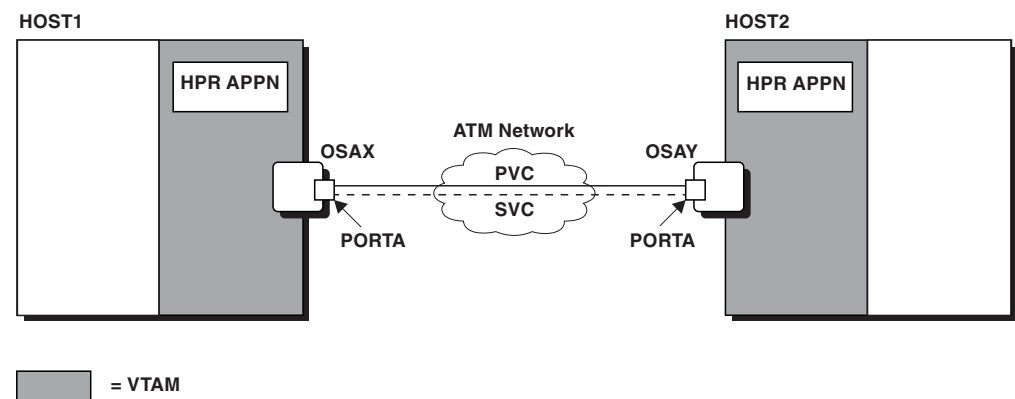 HOST1
HOST2
HPR APPN
HPR APPN
ATM Network
OSAX
OSAY
PVC
SVC
PORTA
PORTA
= VTAM